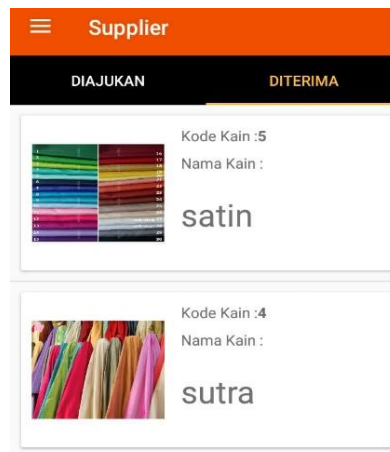 Supplier
DIAJUKAN DITERIMA
Kode Kain :5
Nama Kain :
satin
Kode Kain :4
Nama Kain :
sutra